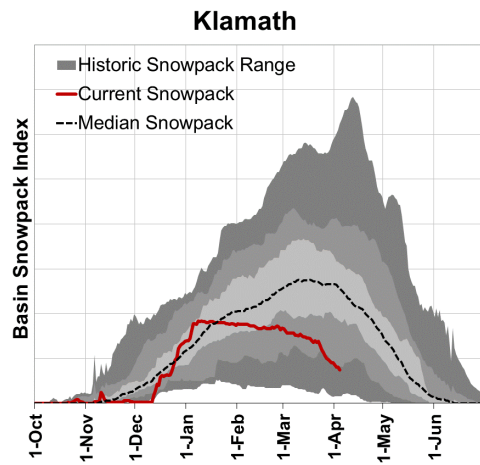 Klamath
Historic Snowpack Range
Current Snowpack
Median Snowpack
Basin Snowpack Index
1-Oct
1-Nov
1-Dec
1-Jan
1-Feb
1-Mar
1-Apr
1-May
1-Jun